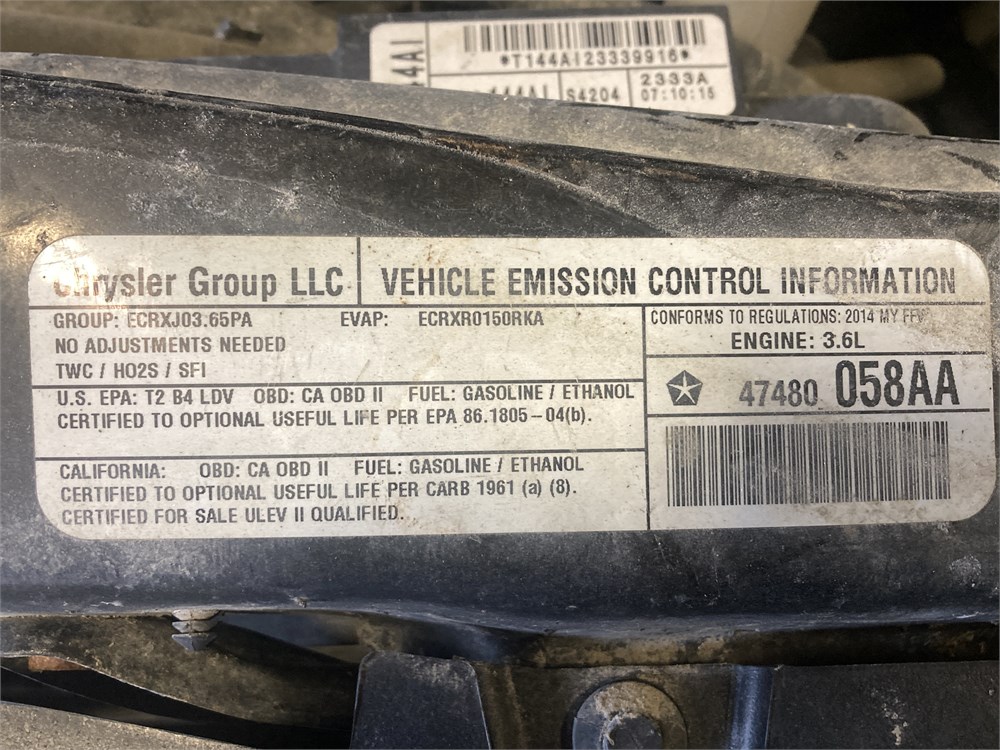 *T144AI23339916*
S4204
2333A
07:10:15
Chrysler Group LLC
VEHICLE EMISSION CONTROL INFORMATION
GROUP: ECRXJ03.65PA EVAP: ECRXR0150RKA
NO ADJUSTMENTS NEEDED
TWC / HO2S / SFI
U.S. EPA: T2 B4 LDV OBD: CA OBD II FUEL: GASOLINE / ETHANOL
CERTIFIED TO OPTIONAL USEFUL LIFE PER EPA 86.1805-04(b).
CALIFORNIA: OBD: CA OBD II FUEL: GASOLINE / ETHANOL
CERTIFIED TO OPTIONAL USEFUL LIFE PER CARB 1961 (a) (8).
CERTIFIED FOR SALE ULEV II QUALIFIED.
CONFORMS TO REGULATIONS: 2014 MY
ENGINE: 3.6L
47480 058AA